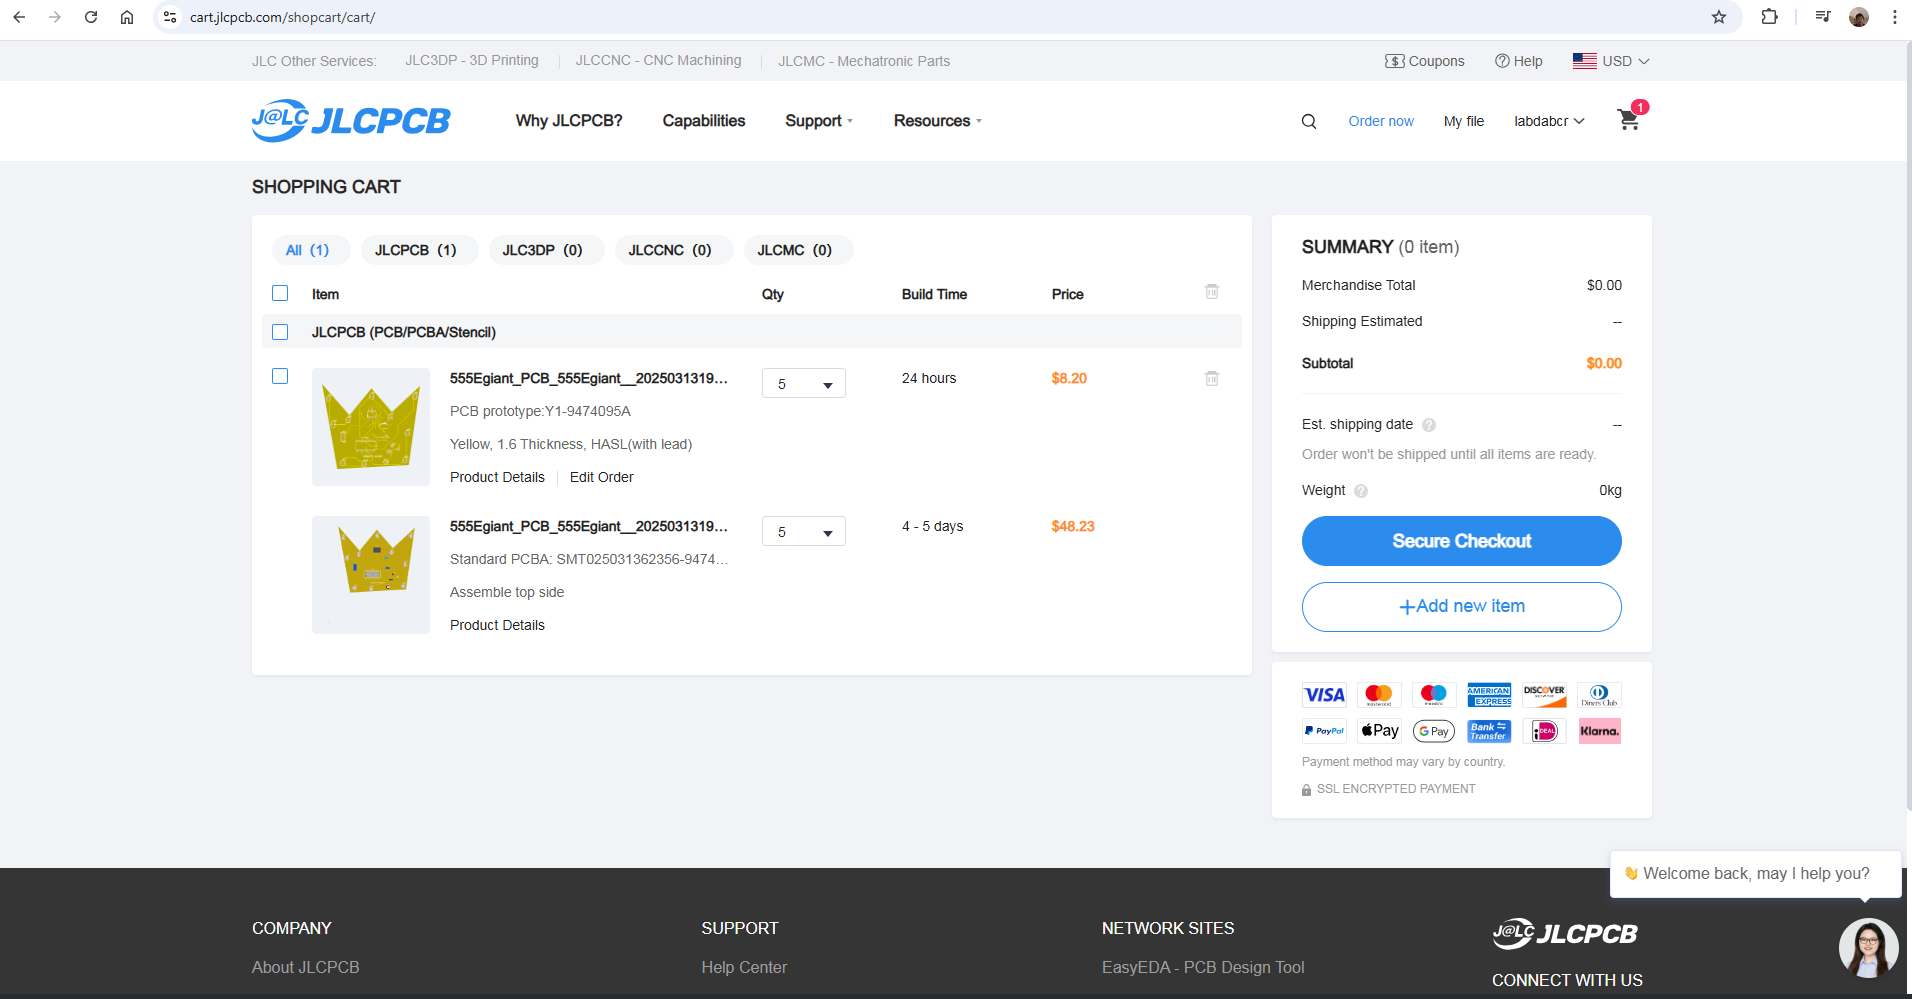 cart.jlcpcb.com/shopcart/cart/
JLC Other Services: JLC3DP - 3D Printing JLCCNC - CNC Machining JLCMC - Mechatronic Parts Coupons Help USD
J@LC JLCPCB Why JLCPCB? Capabilities Support Resources Order now My file labdabcr 1
SHOPPING CART
All (1) JLCPCB (1) JLC3DP (0) JLCCNC (0) JLCMC (0)
Item Qty Build Time Price
JLCPCB (PCB/PCBA/Stencil)
555Egiant_PCB_555Egiant__2025031319... 5 24 hours $8.20
PCB prototype:Y1-9474095A
Yellow, 1.6 Thickness, HASL(with lead)
Product Details Edit Order
555Egiant_PCB_555Egiant__2025031319... 5 4 - 5 days $48.23
Standard PCBA: SMT025031362356-9474...
Assemble top side
Product Details
SUMMARY (0 item)
Merchandise Total $0.00
Shipping Estimated --
Subtotal $0.00
Est. shipping date ? --
Order won't be shipped until all items are ready.
Weight ? 0kg
Secure Checkout
+Add new item
VISA mastercard maestro AMERICAN EXPRESS DISCOVER NETWORK Diners Club
PayPal Pay G Pay Bank Transfer iDEAL Klarna.
Payment method may vary by country.
SSL ENCRYPTED PAYMENT
👋 Welcome back, may I help you?
COMPANY SUPPORT NETWORK SITES J@LC JLCPCB
About JLCPCB Help Center EasyEDA - PCB Design Tool
CONNECT WITH US